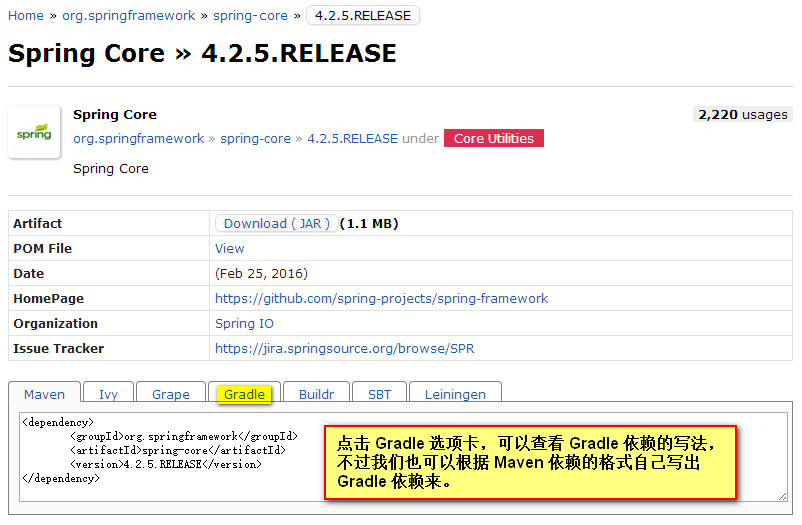 Home » org.springframework » spring-core » 4.2.5.RELEASE
Spring Core » 4.2.5.RELEASE
spring
Spring Core
2,220 usages
org.springframework » spring-core » 4.2.5.RELEASE under Core Utilities
Spring Core
Artifact Download ( JAR ) (1.1 MB)
POM File View
Date (Feb 25, 2016)
HomePage https://github.com/spring-projects/spring-framework
Organization Spring IO
Issue Tracker https://jira.springsource.org/browse/SPR
Maven Ivy Grape Gradle Buildr SBT Leiningen
<dependency>
<groupId>org.springframework</groupId>
<artifactId>spring-core</artifactId>
<version>4.2.5.RELEASE</version>
</dependency>
点击 Gradle 选项卡，可以查看 Gradle 依赖的写法，
不过我们也可以根据 Maven 依赖的格式自己写出
Gradle 依赖来。